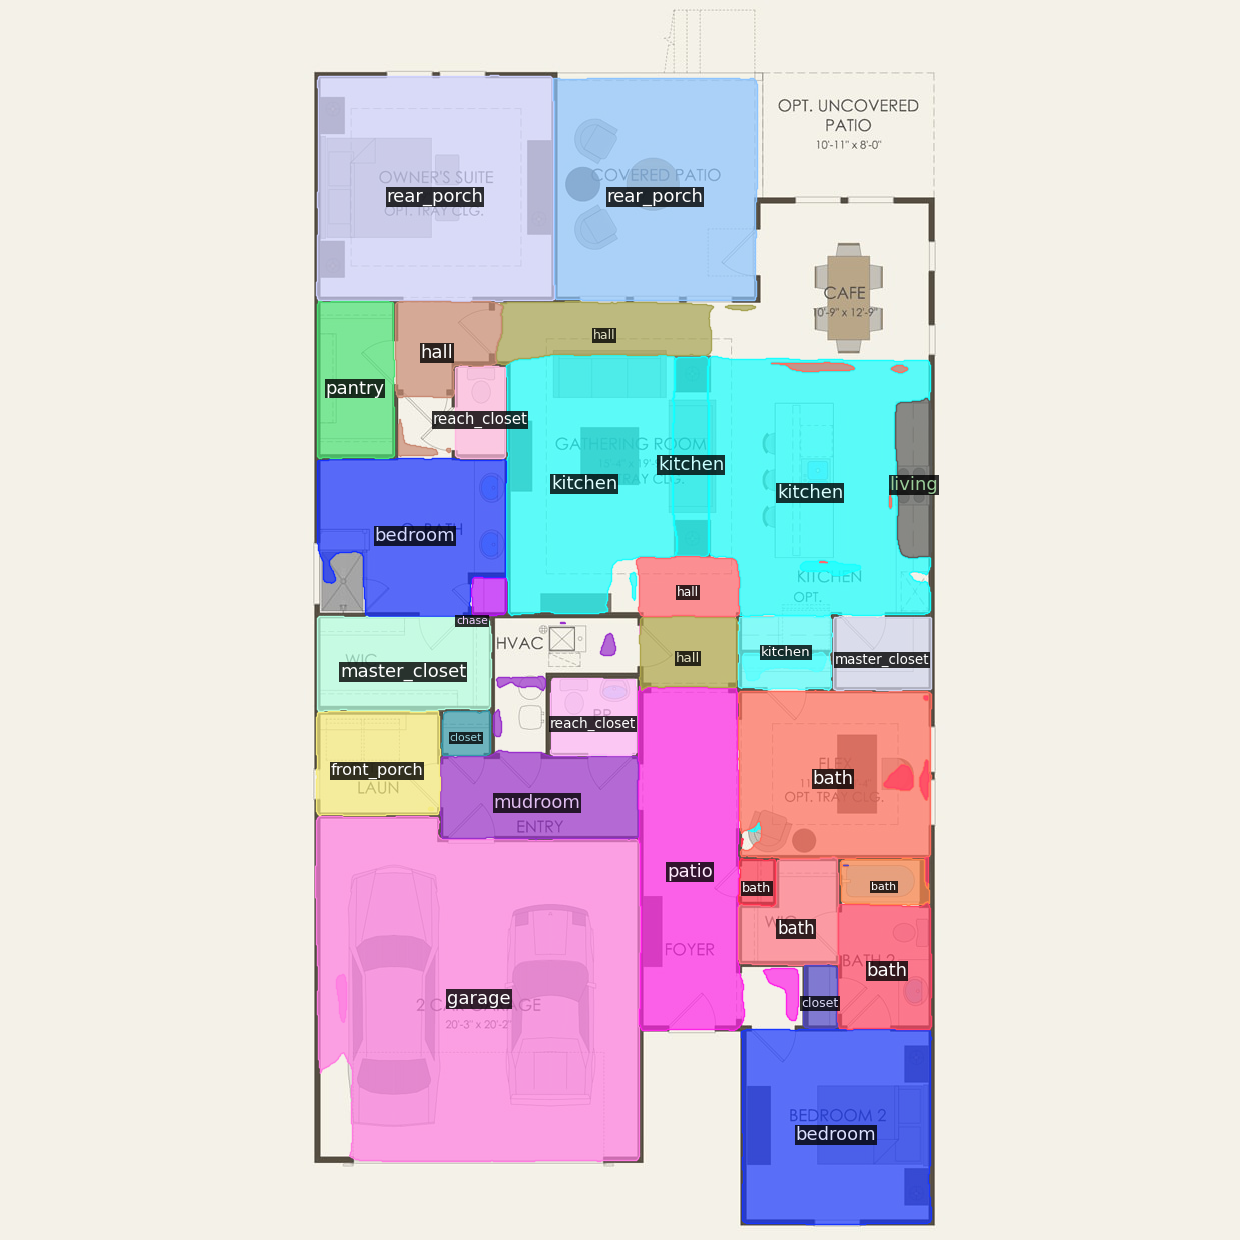 OPT. UNCOVERED
PATIO
10'-11" x 8'-0"
OWNER'S SUITE
rear_porch
OPT. TRAY CLG.
COVERED PATIO
rear_porch
CAFE
10'-9" x 12'-9"
hall
hall
pantry
reach_closet
GATHERING ROOM
kitchen
TRAY CLG.
kitchen
kitchen
living
BATH
bedroom
KITCHEN
OPT.
hall
chase
HVAC
WIC
master_closet
hall
kitchen
master_closet
reach_closet
closet
front_porch
LAUN
mudroom
ENTRY
FLEX
bath
OPT. TRAY CLG.
patio
FOYER
bath
bath
WIC
bath
BATH 2
bath
closet
2 CAR GARAGE
garage
20'-3" x 20'-2"
BEDROOM 2
bedroom